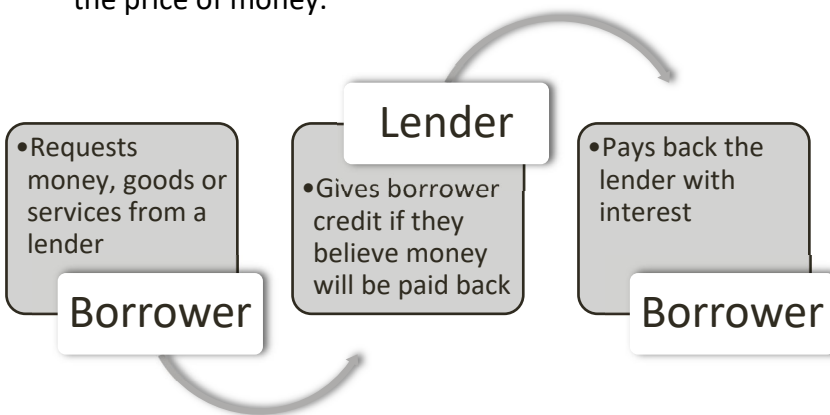 the price of money.
•Requests
money, goods or
services from a
lender
Borrower
Lender
•Gives borrower
credit if they
believe money
will be paid back
•Pays back the
lender with
interest
Borrower